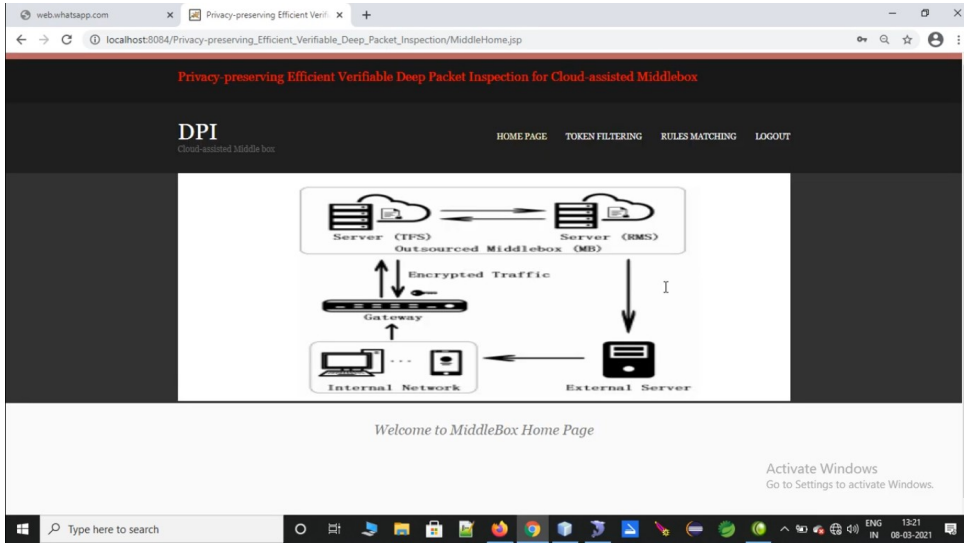 web.whatsapp.com
Privacy-preserving Efficient Verifi
localhost:8084/Privacy-preserving_Efficient_Verifiable_Deep_Packet_Inspection/MiddleHome.jsp
Privacy-preserving Efficient Verifiable Deep Packet Inspection for Cloud-assisted Middlebox
DPI
Cloud-assisted Middle box
HOME PAGE TOKEN FILTERING RULES MATCHING LOGOUT
Server (TFS) Server (RMS)
Outsourced Middlebox (MB)
Encrypted Traffic
Gateway
Internal Network External Server
Welcome to MiddleBox Home Page
Activate Windows
Go to Settings to activate Windows.
Type here to search
ENG 13:21
IN 08-03-2021